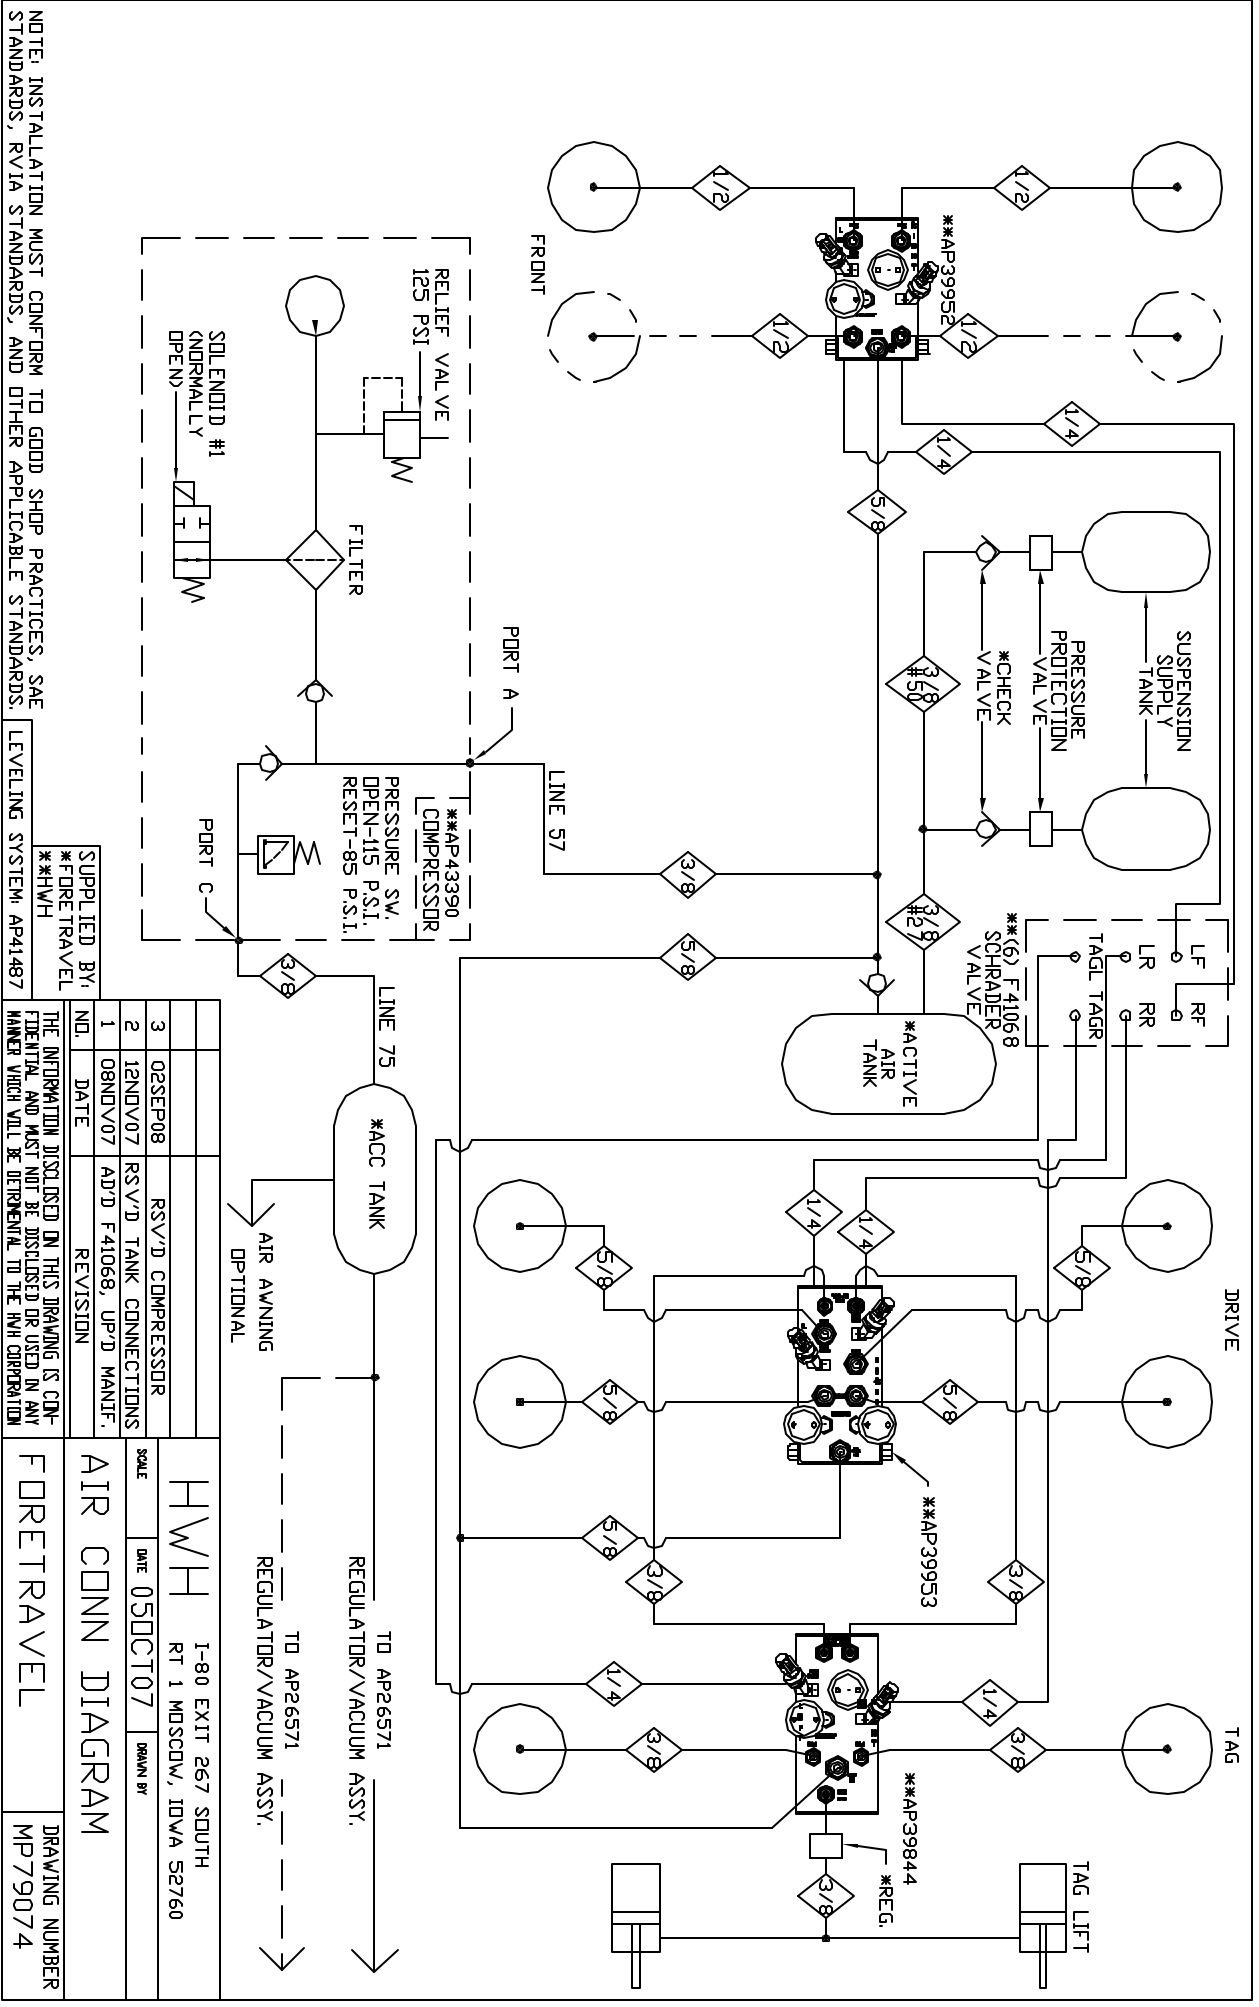 DRIVE
TAG
SUSPENSION
SUPPLY
TANK
PRESSURE
PROTECTION
VALVE
*CHECK
VALVE
LF
RF
LR
RR
TAGL
TAGR
**(6) F41068
SCHRADER
VALVE
TAG LIFT
1/2
1/2
1/4
1/4
**AP39952
1/2
1/2
FRONT
5/8
3/8
#50
3/8
#27
*ACTIVE
AIR
TANK
5/8
5/8
1/4
1/4
5/8
5/8
**AP39953
3/8
3/8
5/8
1/4
1/4
3/8
3/8
**AP39844
*REG.
3/8
RELIEF VALVE
125 PSI
SOLENOID #1
(NORMALLY
OPEN)
FILTER
PORT A
LINE 57
3/8
5/8
**AP43390
COMPRESSOR
PRESSURE SW.
OPEN-115 P.S.I.
RESET-85 P.S.I.
PORT C
3/8
LINE 75
*ACC TANK
AIR AWNING
OPTIONAL
TO AP26571
REGULATOR/VACUUM ASSY.
TO AP26571
REGULATOR/VACUUM ASSY.
NOTE: INSTALLATION MUST CONFORM TO GOOD SHOP PRACTICES, SAE
STANDARDS, RVIA STANDARDS, AND OTHER APPLICABLE STANDARDS.
SUPPLIED BY:
*FORETRAVEL
**HWH
LEVELING SYSTEM: AP41487
3 02SEP08 RSV'D COMPRESSOR
2 12NOV07 RSV'D TANK CONNECTIONS
1 08NOV07 AD'D F41068, UP'D MANIF.
NO. DATE REVISION
THE INFORMATION DISCLOSED ON THIS DRAWING IS CON-
FIDENTIAL AND MUST NOT BE DISCLOSED OR USED IN ANY
MANNER WHICH WILL BE DETRIMENTAL TO THE HWH CORPORATION
HWH
I-80 EXIT 267 SOUTH
RT 1 MOSCOW, IOWA 52760
SCALE
DATE 05OCT07
DRAWN BY
AIR CONN DIAGRAM
FORETRAVEL
DRAWING NUMBER
MP79074